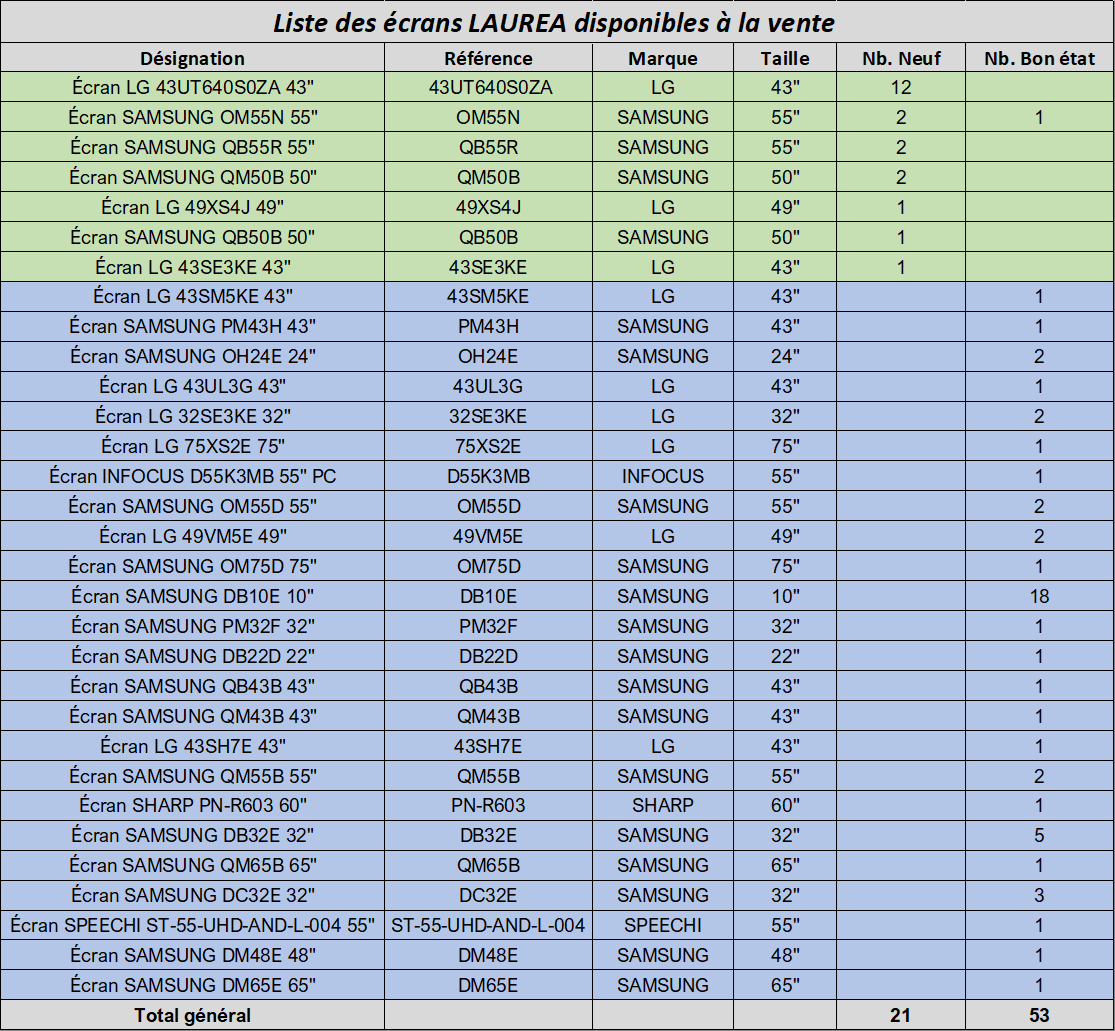 Liste des écrans LAUREA disponibles à la vente
Désignation Référence Marque Taille Nb. Neuf Nb. Bon état
Écran LG 43UT640S0ZA 43" 43UT640S0ZA LG 43" 12
Écran SAMSUNG OM55N 55" OM55N SAMSUNG 55" 2 1
Écran SAMSUNG QB55R 55" QB55R SAMSUNG 55" 2
Écran SAMSUNG QM50B 50" QM50B SAMSUNG 50" 2
Écran LG 49XS4J 49" 49XS4J LG 49" 1
Écran SAMSUNG QB50B 50" QB50B SAMSUNG 50" 1
Écran LG 43SE3KE 43" 43SE3KE LG 43" 1
Écran LG 43SM5KE 43" 43SM5KE LG 43" 1
Écran SAMSUNG PM43H 43" PM43H SAMSUNG 43" 1
Écran SAMSUNG OH24E 24" OH24E SAMSUNG 24" 2
Écran LG 43UL3G 43" 43UL3G LG 43" 1
Écran LG 32SE3KE 32" 32SE3KE LG 32" 2
Écran LG 75XS2E 75" 75XS2E LG 75" 1
Écran INFOCUS D55K3MB 55" PC D55K3MB INFOCUS 55" 1
Écran SAMSUNG OM55D 55" OM55D SAMSUNG 55" 2
Écran LG 49VM5E 49" 49VM5E LG 49" 2
Écran SAMSUNG OM75D 75" OM75D SAMSUNG 75" 1
Écran SAMSUNG DB10E 10" DB10E SAMSUNG 10" 18
Écran SAMSUNG PM32F 32" PM32F SAMSUNG 32" 1
Écran SAMSUNG DB22D 22" DB22D SAMSUNG 22" 1
Écran SAMSUNG QB43B 43" QB43B SAMSUNG 43" 1
Écran SAMSUNG QM43B 43" QM43B SAMSUNG 43" 1
Écran LG 43SH7E 43" 43SH7E LG 43" 1
Écran SAMSUNG QM55B 55" QM55B SAMSUNG 55" 2
Écran SHARP PN-R603 60" PN-R603 SHARP 60" 1
Écran SAMSUNG DB32E 32" DB32E SAMSUNG 32" 5
Écran SAMSUNG QM65B 65" QM65B SAMSUNG 65" 1
Écran SAMSUNG DC32E 32" DC32E SAMSUNG 32" 3
Écran SPEECHI ST-55-UHD-AND-L-004 55" ST-55-UHD-AND-L-004 SPEECHI 55" 1
Écran SAMSUNG DM48E 48" DM48E SAMSUNG 48" 1
Écran SAMSUNG DM65E 65" DM65E SAMSUNG 65" 1
Total général 21 53